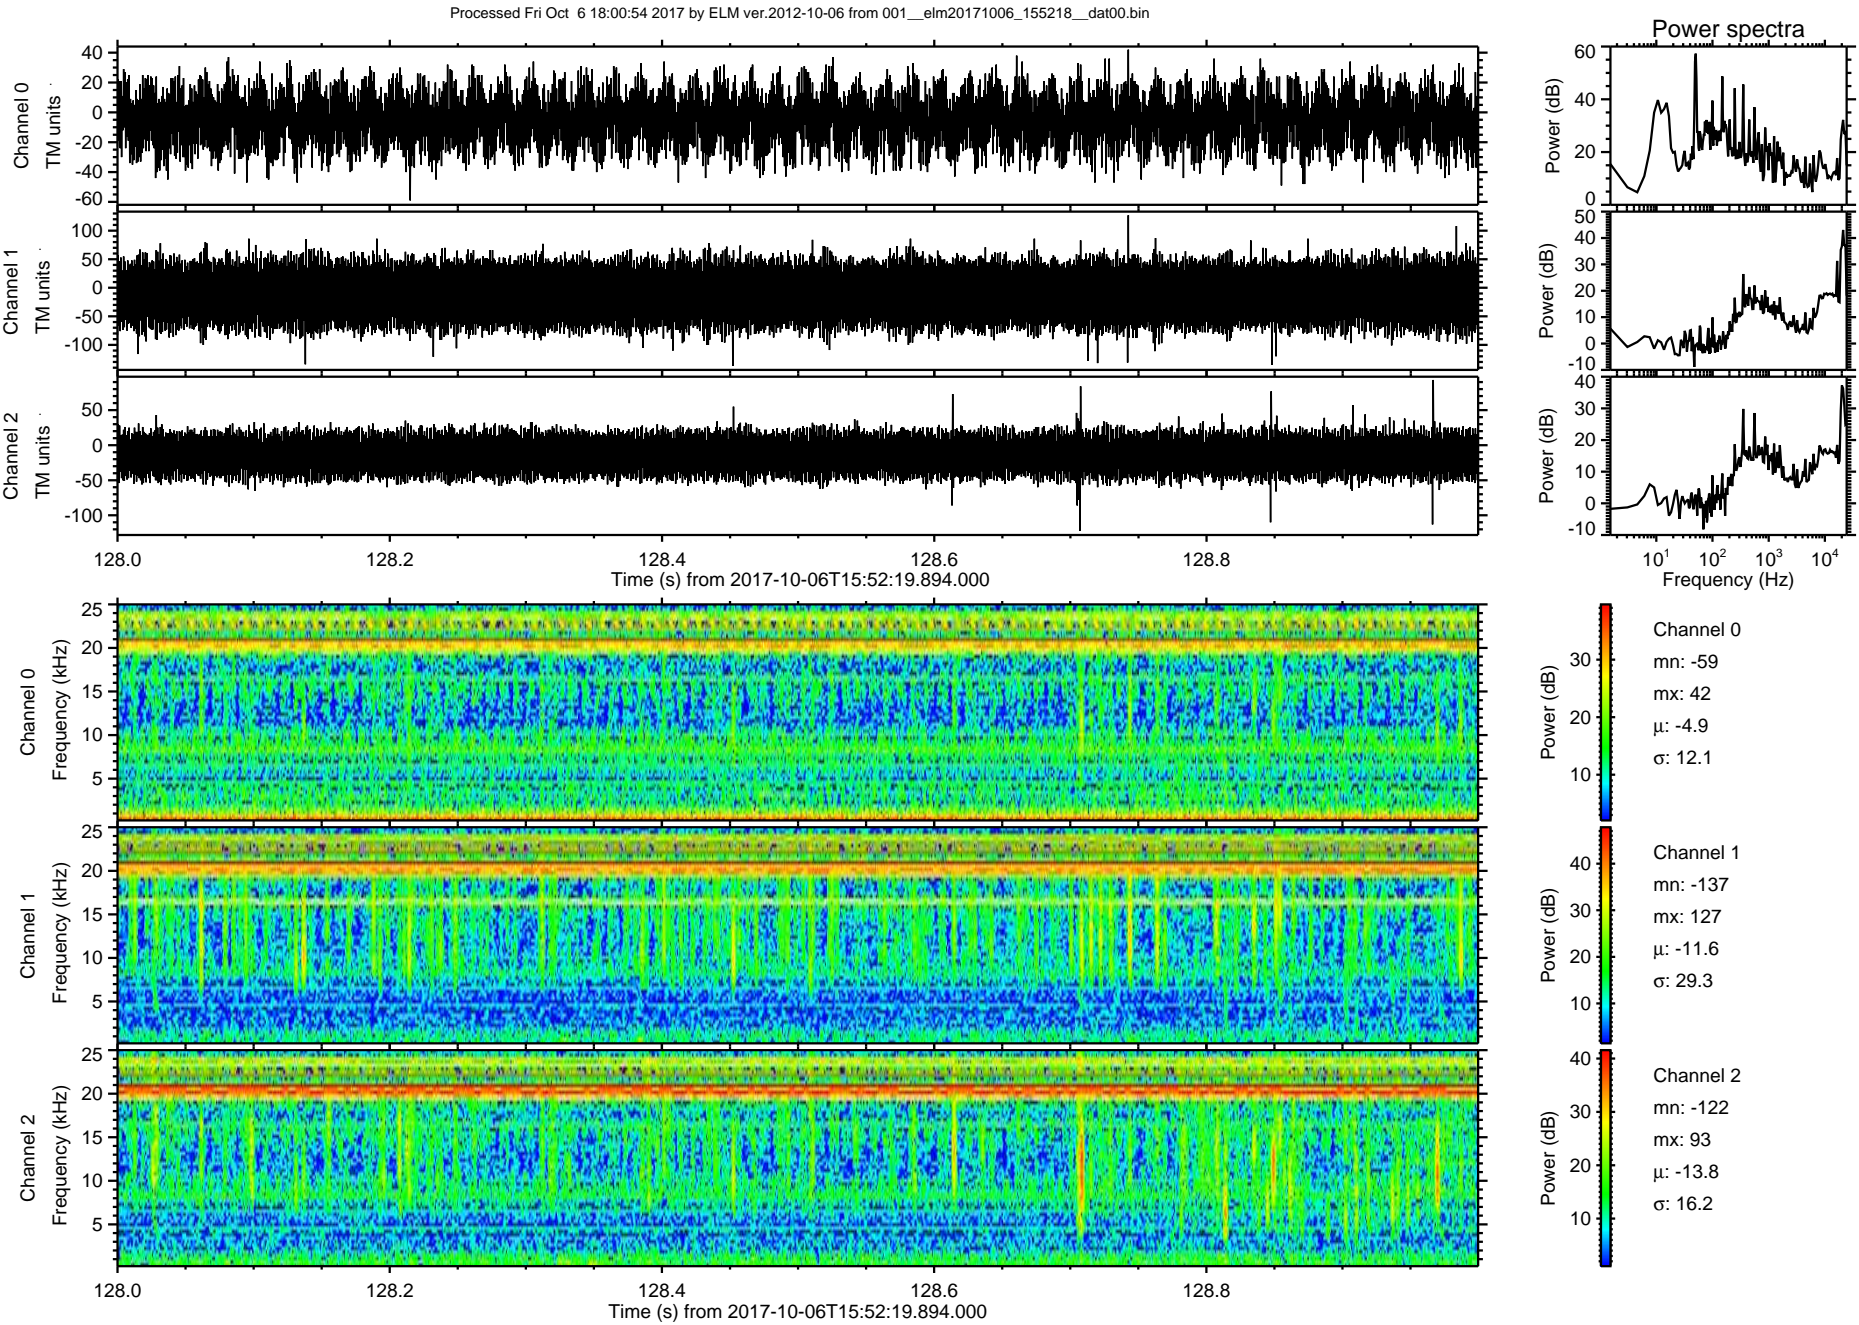 Processed Fri Oct  6 18:00:54 2017 by ELM ver.2012-10-06 from 001__elm20171006_155218__dat00.bin
Power spectra
Channel 0
TM units
40
20
0
-20
-40
-60
Power (dB)
60
40
20
0
Channel 1
TM units
100
50
0
-50
-100
Power (dB)
50
40
30
20
10
0
-10
Channel 2
TM units
50
0
-50
-100
Power (dB)
40
30
20
10
0
-10
128.0 128.2 128.4 128.6 128.8
Time (s) from 2017-10-06T15:52:19.894.000
10¹ 10² 10³ 10⁴
Frequency (Hz)
Channel 0
Frequency (kHz)
25
20
15
10
5
Power (dB)
30
20
10
Channel 0
mn: -59
mx: 42
μ: -4.9
σ: 12.1
Channel 1
Frequency (kHz)
25
20
15
10
5
Power (dB)
40
30
20
10
Channel 1
mn: -137
mx: 127
μ: -11.6
σ: 29.3
Channel 2
Frequency (kHz)
25
20
15
10
5
Power (dB)
40
30
20
10
Channel 2
mn: -122
mx: 93
μ: -13.8
σ: 16.2
128.0 128.2 128.4 128.6 128.8
Time (s) from 2017-10-06T15:52:19.894.000